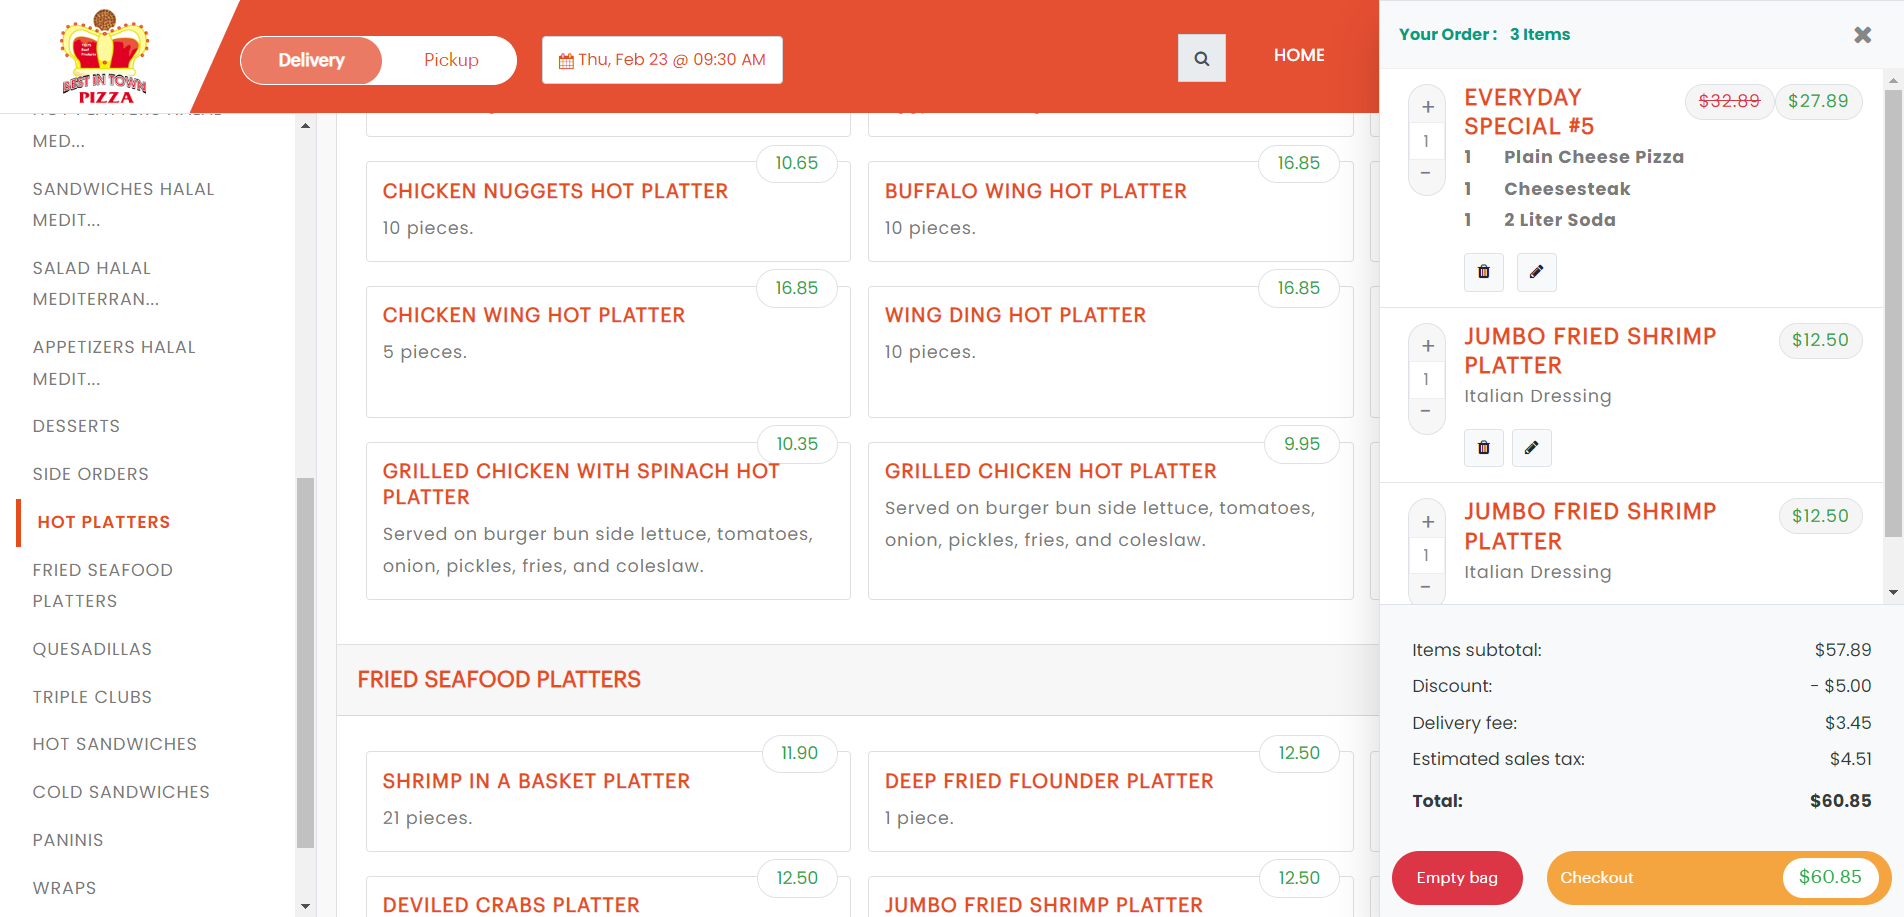 BEST IN TOWN
PIZZA
Delivery
Pickup
Thu, Feb 23 @ 09:30 AM
HOME
MED...
SANDWICHES HALAL
MEDIT...
SALAD HALAL
MEDITERRAN...
APPETIZERS HALAL
MEDIT...
DESSERTS
SIDE ORDERS
HOT PLATTERS
FRIED SEAFOOD
PLATTERS
QUESADILLAS
TRIPLE CLUBS
HOT SANDWICHES
COLD SANDWICHES
PANINIS
WRAPS
10.65
CHICKEN NUGGETS HOT PLATTER
10 pieces.
16.85
BUFFALO WING HOT PLATTER
10 pieces.
16.85
CHICKEN WING HOT PLATTER
5 pieces.
16.85
WING DING HOT PLATTER
10 pieces.
10.35
GRILLED CHICKEN WITH SPINACH HOT
PLATTER
Served on burger bun side lettuce, tomatoes,
onion, pickles, fries, and coleslaw.
9.95
GRILLED CHICKEN HOT PLATTER
Served on burger bun side lettuce, tomatoes,
onion, pickles, fries, and coleslaw.
FRIED SEAFOOD PLATTERS
11.90
SHRIMP IN A BASKET PLATTER
21 pieces.
12.50
DEEP FRIED FLOUNDER PLATTER
1 piece.
12.50
DEVILED CRABS PLATTER
12.50
JUMBO FRIED SHRIMP PLATTER
Your Order : 3 Items
+
1
−
EVERYDAY
SPECIAL #5
$32.89 $27.89
1 Plain Cheese Pizza
1 Cheesesteak
1 2 Liter Soda
+
1
−
JUMBO FRIED SHRIMP
PLATTER
$12.50
Italian Dressing
+
1
−
JUMBO FRIED SHRIMP
PLATTER
$12.50
Italian Dressing
Items subtotal: $57.89
Discount: - $5.00
Delivery fee: $3.45
Estimated sales tax: $4.51
Total: $60.85
Empty bag
Checkout $60.85